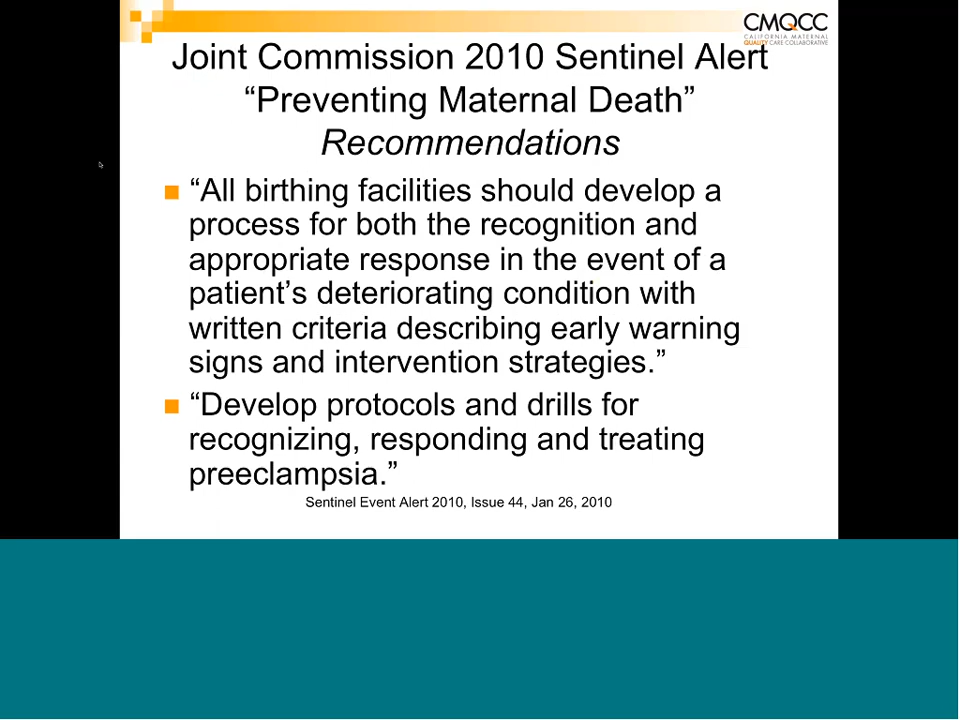 CMQCC
CALIFORNIA MATERNAL
QUALITY CARE COLLABORATIVE
Joint Commission 2010 Sentinel Alert
“Preventing Maternal Death”
Recommendations
“All birthing facilities should develop a
process for both the recognition and
appropriate response in the event of a
patient’s deteriorating condition with
written criteria describing early warning
signs and intervention strategies.”
“Develop protocols and drills for
recognizing, responding and treating
preeclampsia.”
Sentinel Event Alert 2010, Issue 44, Jan 26, 2010